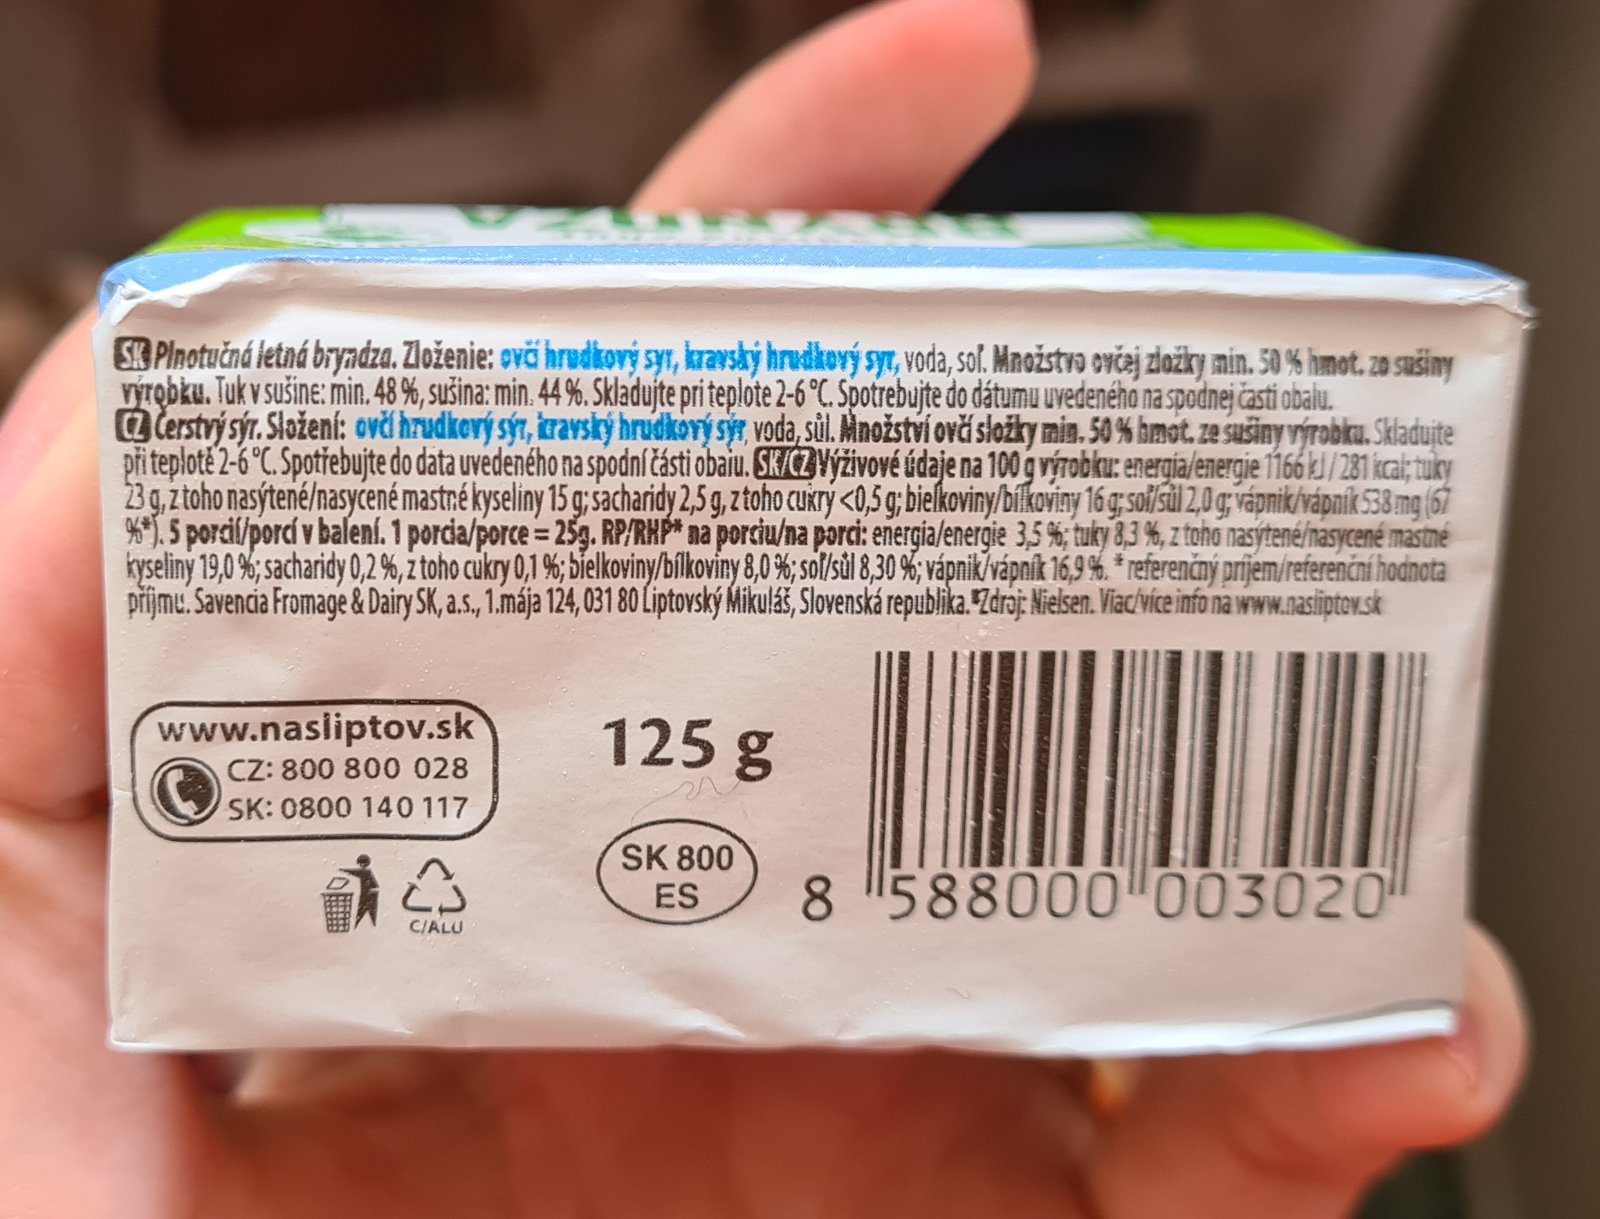 BRYNDZA
SK Plnotučná letná bryndza. Zloženie: ovčí hrudkový syr, kravský hrudkový syr, voda, soľ. Množstvo ovčej zložky min. 50 % hmot. zo sušiny
výrobku. Tuk v sušine: min. 48 %, sušina: min. 44 %. Skladujte pri teplote 2-6 °C. Spotrebujte do dátumu uvedeného na spodnej časti obalu.
CZ Čerstvý sýr. Složení: ovčí hrudkový sýr, kravský hrudkový sýr, voda, sůl. Množství ovčí složky min. 50 % hmot. ze sušiny výrobku. Skladujte
při teplotě 2-6 °C. Spotřebujte do data uvedeného na spodní části obalu. SK/CZ Výživové údaje na 100 g výrobku: energia/energie 1166 kJ / 281 kcal; tuky
23 g, z toho nasýtené/nasycené mastné kyseliny 15 g; sacharidy 2,5 g, z toho cukry <0,5 g; bielkoviny/bílkoviny 16 g; soľ/sůl 2,0 g; vápnik/vápník 538 mg (67
%*). 5 porcií/porcí v balení. 1 porcia/porce = 25g. RP/RHP* na porciu/na porci: energia/energie 3,5 %; tuky 8,3 %, z toho nasýtené/nasycené mastné
kyseliny 19,0 %; sacharidy 0,2 %, z toho cukry 0,1 %; bielkoviny/bílkoviny 8,0 %; soľ/sůl 8,30 %; vápnik/vápník 16,9 %. * referenčný príjem/referenční hodnota
příjmu. Savencia Fromage & Dairy SK, a.s., 1.mája 124, 031 80 Liptovský Mikuláš, Slovenská republika. Zdroj: Nielsen. Viac/více info na www.nasliptov.sk
www.nasliptov.sk
CZ: 800 800 028
SK: 0800 140 117
C/ALU
125 g
SK 800
ES
8 588000 003020